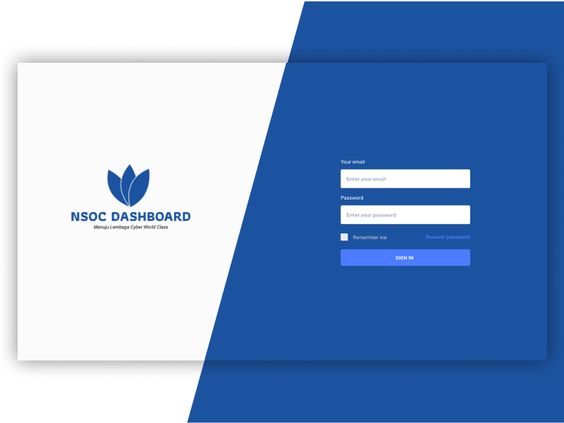 NSOC DASHBOARD
Menuju Lembaga Cyber World Class
Your email
Enter your email
Password
Enter your password
Remember me
Recover password
SIGN IN